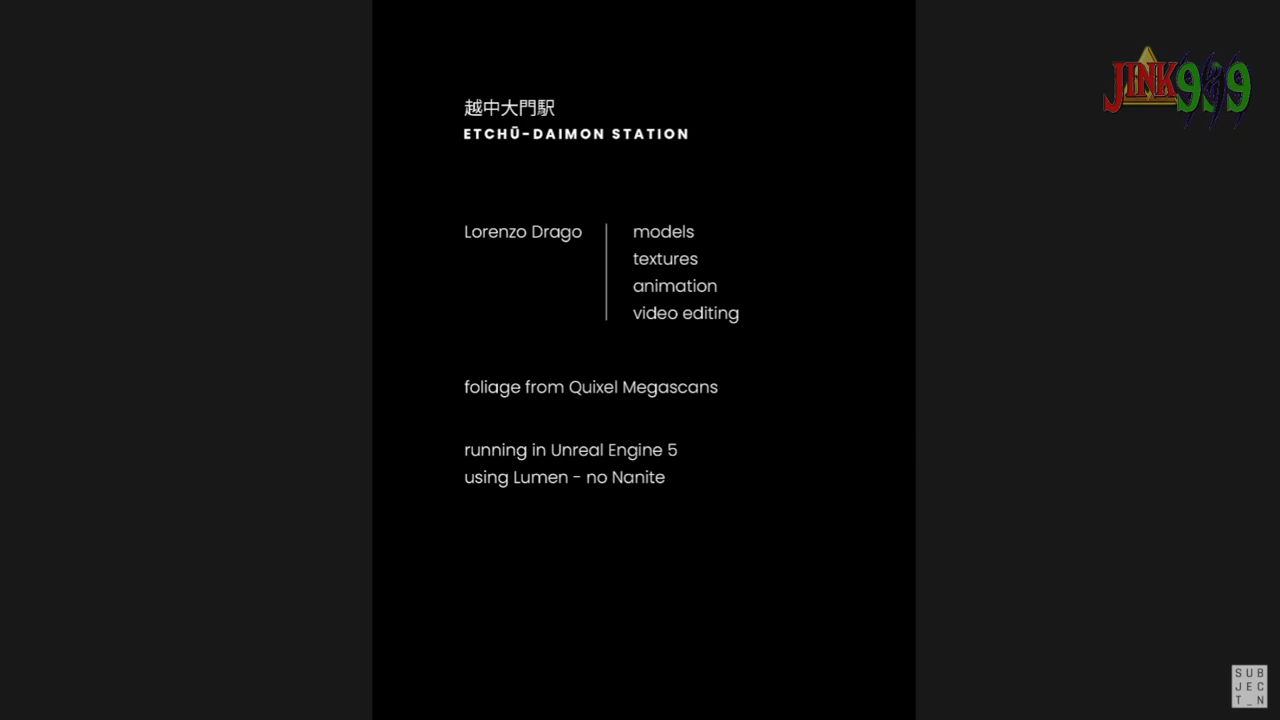 越中大門駅
ETCHŪ-DAIMON STATION
Lorenzo Drago
models
textures
animation
video editing
foliage from Quixel Megascans
running in Unreal Engine 5
using Lumen - no Nanite
JINK999
SUB
JEC
T_N